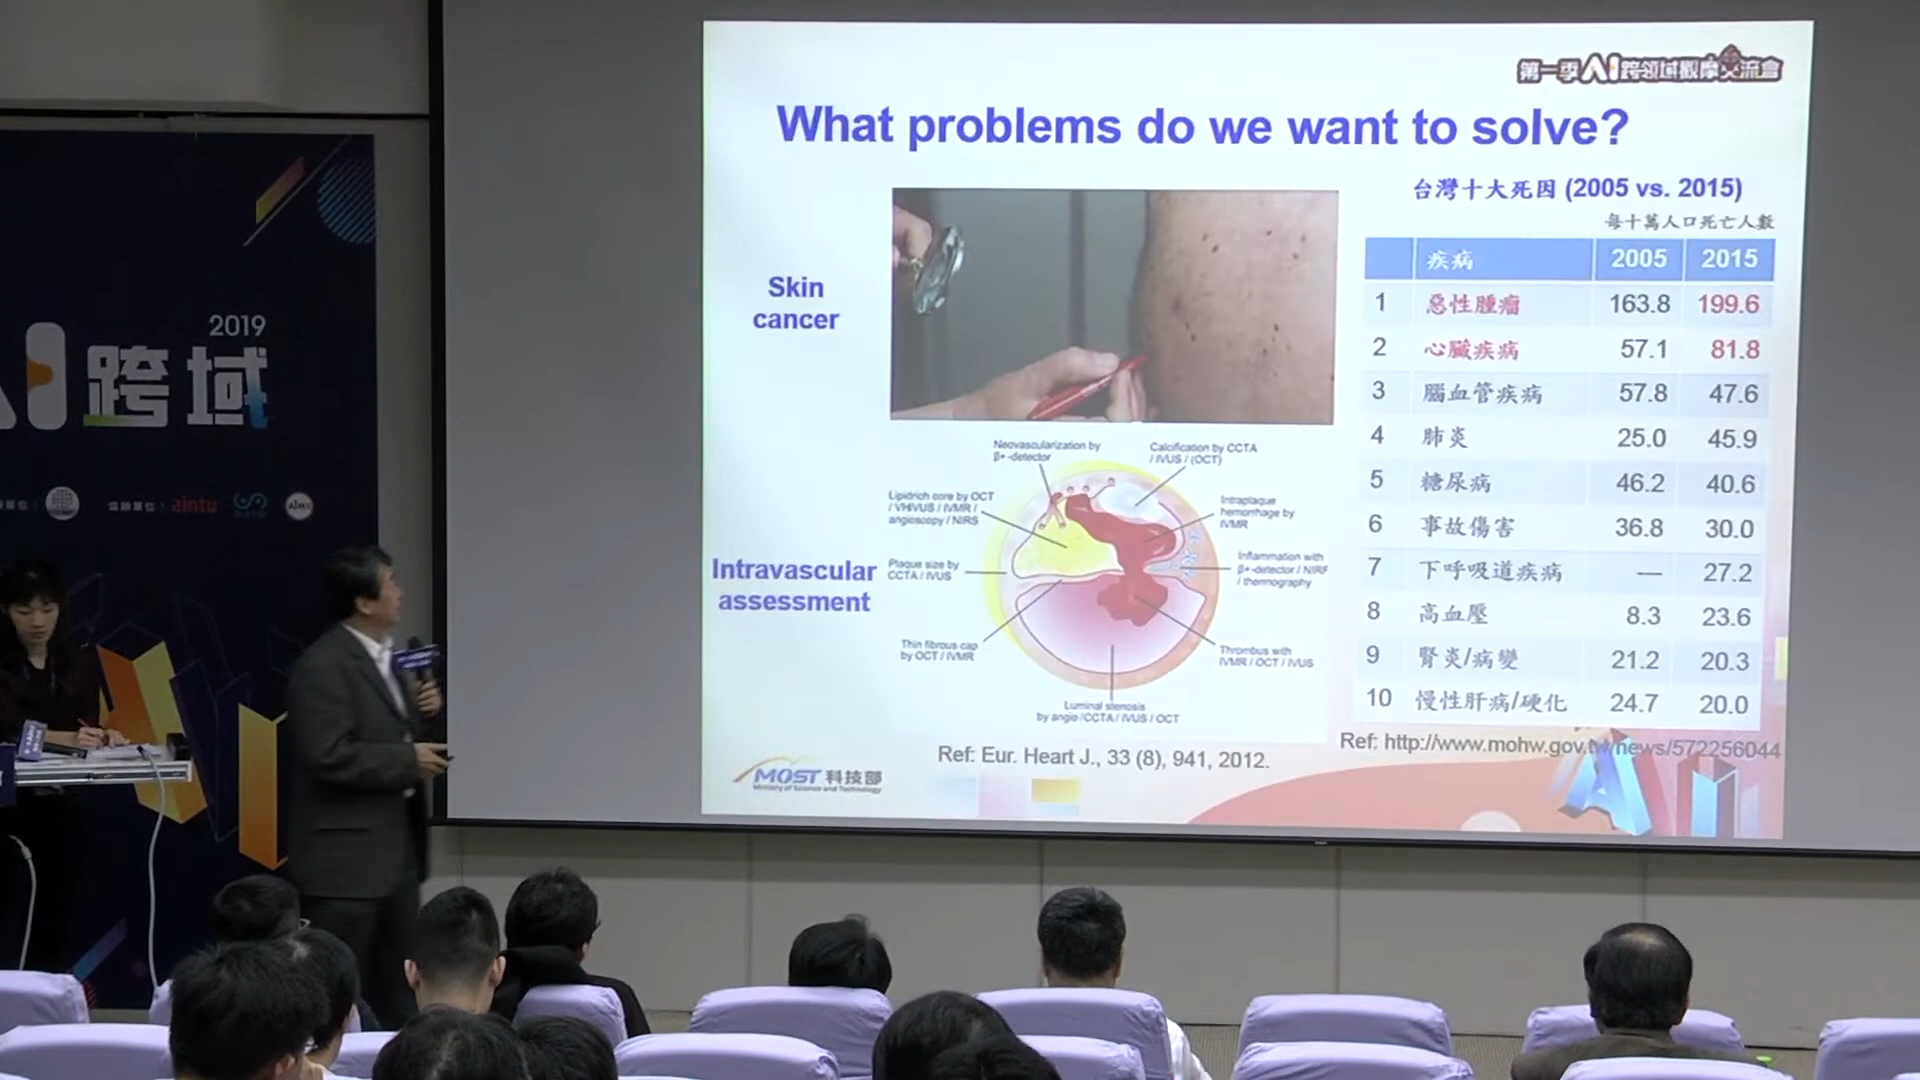 第一季AI跨領域觀摩交流會
What problems do we want to solve?
台灣十大死因 (2005 vs. 2015)
每十萬人口死亡人數
疾病 2005 2015
1 惡性腫瘤 163.8 199.6
2 心臟疾病 57.1 81.8
3 腦血管疾病 57.8 47.6
4 肺炎 25.0 45.9
5 糖尿病 46.2 40.6
6 事故傷害 36.8 30.0
7 下呼吸道疾病 — 27.2
8 高血壓 8.3 23.6
9 腎炎/病變 21.2 20.3
10 慢性肝病/硬化 24.7 20.0
Ref: http://www.mohw.gov.tw/news/572256044
Skin
cancer
Intravascular
assessment
Neovascularization by
β+-detector
Calcification by CCTA
/ IVUS / (OCT)
Lipidrich core by OCT
/ VHIVUS / IVMR /
angioscopy / NIRS
Intraplaque
hemorrhage by
IVMR
Plaque size by
CCTA / IVUS
Inflammation with
β+-detector / NIRF
/ thermography
Thin fibrous cap
by OCT / IVMR
Thrombus with
IVMR / OCT / IVUS
Luminal stenosis
by angio /CCTA / IVUS / OCT
Ref: Eur. Heart J., 33 (8), 941, 2012.
MOST 科技部
Ministry of Science and Technology
AI
2019
AI 跨域
協辦單位 : aintu